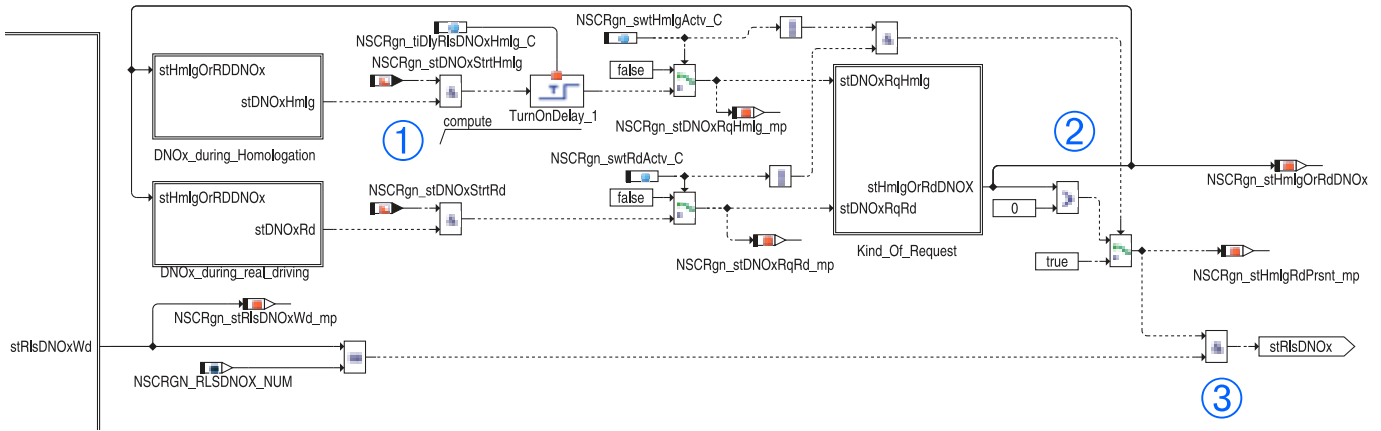 NSCRgn_swtHmlgActv_C
NSCRgn_tiDlyRlsDNOxHmlg_C
NSCRgn_stDNOxStrtHmlg
stHmlgOrRDDNOx
false
stDNOxRqHmlg
stDNOxHmlg
T
TurnOnDelay_1
compute
①
NSCRgn_stDNOxRqHmlg_mp
②
DNOx_during_Homologation
NSCRgn_swtRdActv_C
NSCRgn_stHmlgOrRdDNOx
NSCRgn_stDNOxStrtRd
stHmlgOrRDDNOx
false
stHmlgOrRdDNOX
stDNOxRqRd
0
stDNOxRd
Kind_Of_Request
NSCRgn_stDNOxRqRd_mp
true
DNOx_during_real_driving
NSCRgn_stHmlgRdPrsnt_mp
NSCRgn_stRlsDNOxWd_mp
stRlsDNOxWd
stRlsDNOx
NSCRGN_RLSDNOX_NUM
③